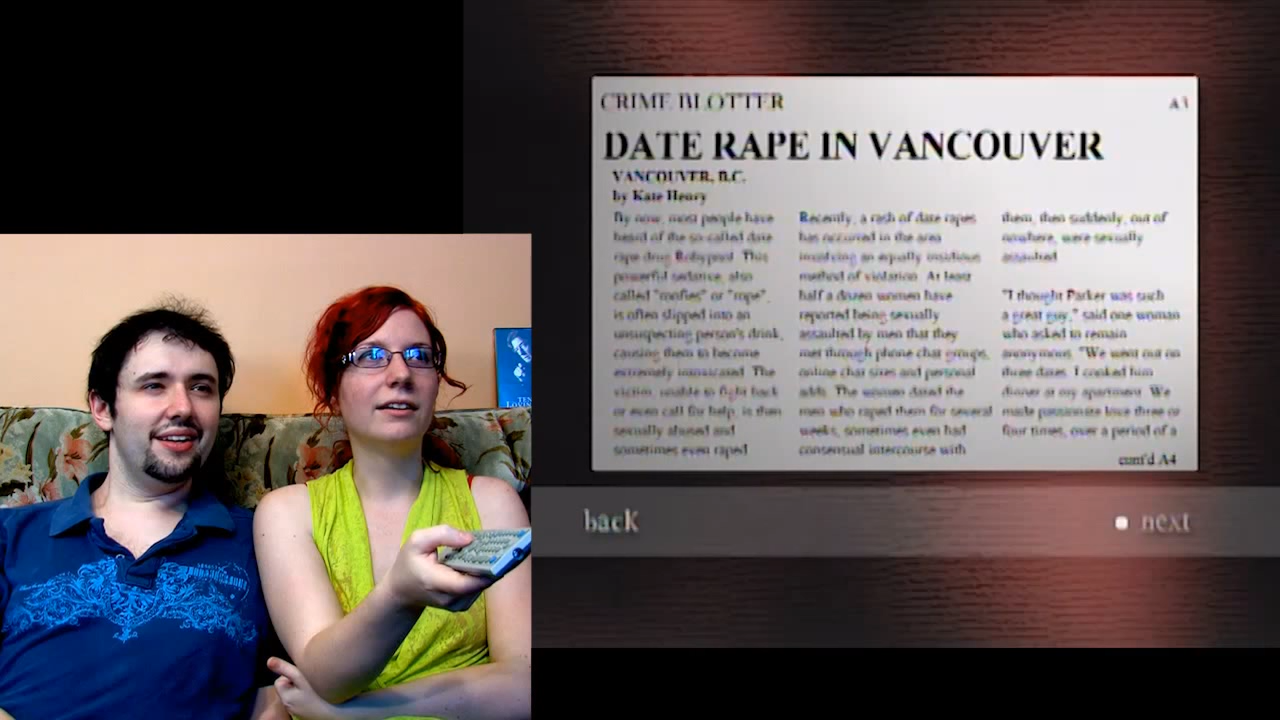 CRIME BLOTTER
A3
DATE RAPE IN VANCOUVER
VANCOUVER, B.C.
by Kate Henry
By now, most people have
heard of the so-called date
rape drug Rohypnol. This
powerful sedative, also
called "roofies" or "rope",
is often slipped into an
unsuspecting person's drink,
causing them to become
extremely intoxicated. The
victim, unable to fight back
or even call for help, is then
sexually abused and
sometimes even raped
Recently, a rash of date rapes
has occurred in the area
involving an equally insidious
method of violation. At least
half a dozen women have
reported being sexually
assaulted by men that they
met through phone chat groups,
online chat sites and personal
adds. The women dated the
men who raped them for several
weeks, sometimes even had
consensual intercourse with
them, then suddenly, out of
nowhere, were sexually
assaulted.
"I thought Parker was such
a great guy," said one woman
who asked to remain
anonymous. "We went out on
three dates. I cooked him
dinner at my apartment. We
made passionate love three or
four times, over a period of a
cont'd A4
back
next